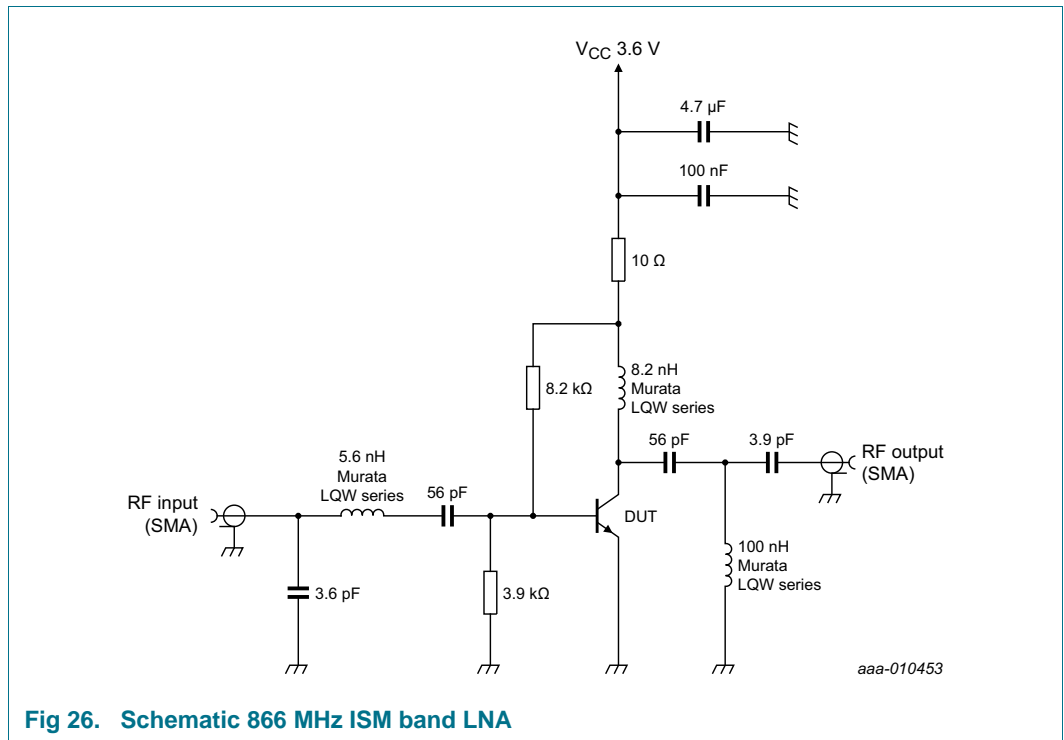 VCC 3.6 V
4.7 µF
100 nF
10 Ω
8.2 kΩ
8.2 nH
Murata
LQW series
56 pF
3.9 pF
RF output
(SMA)
5.6 nH
Murata
LQW series
56 pF
RF input
(SMA)
DUT
100 nH
Murata
LQW series
3.6 pF
3.9 kΩ
aaa-010453
Fig 26. Schematic 866 MHz ISM band LNA